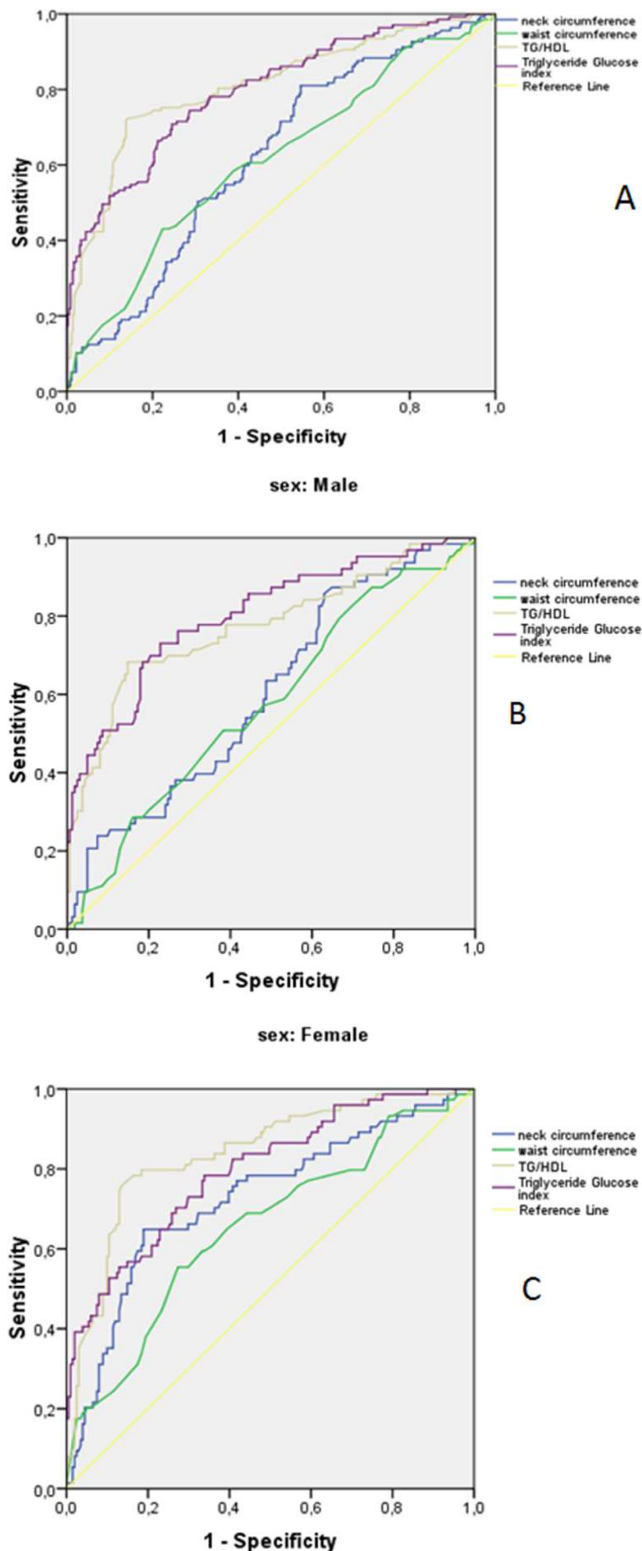 1,0
0,8
0,6
0,4
0,2
0,0
Sensitivity
0,0 0,2 0,4 0,6 0,8 1,0
1 - Specificity
neck circumference
waist circumference
TG/HDL
Triglyceride Glucose
index
Reference Line
A
sex: Male
1,0
0,8
0,6
0,4
0,2
0,0
Sensitivity
0,0 0,2 0,4 0,6 0,8 1,0
1 - Specificity
neck circumference
waist circumference
TG/HDL
Triglyceride Glucose
index
Reference Line
B
sex: Female
1,0
0,8
0,6
0,4
0,2
0,0
Sensitivity
0,0 0,2 0,4 0,6 0,8 1,0
1 - Specificity
neck circumference
waist circumference
TG/HDL
Triglyceride Glucose
index
Reference Line
C